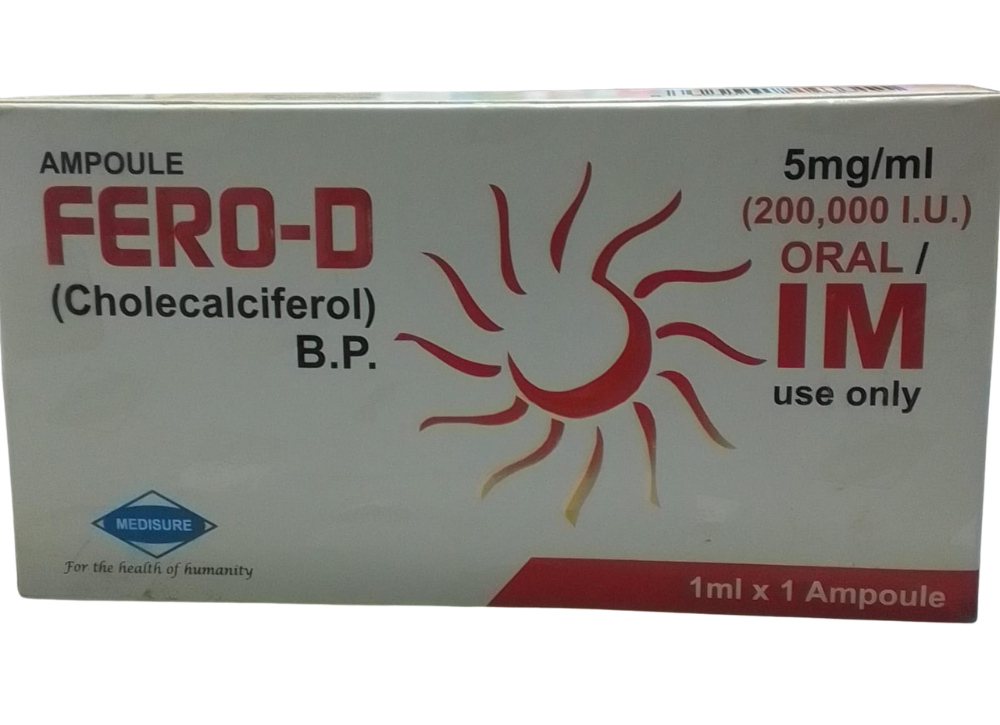 AMPOULE
FERO-D
(Cholecalciferol)
B.P.
5mg/ml
(200,000 I.U.)
ORAL /
IM
use only
MEDISURE
For the health of humanity
1ml x 1 Ampoule